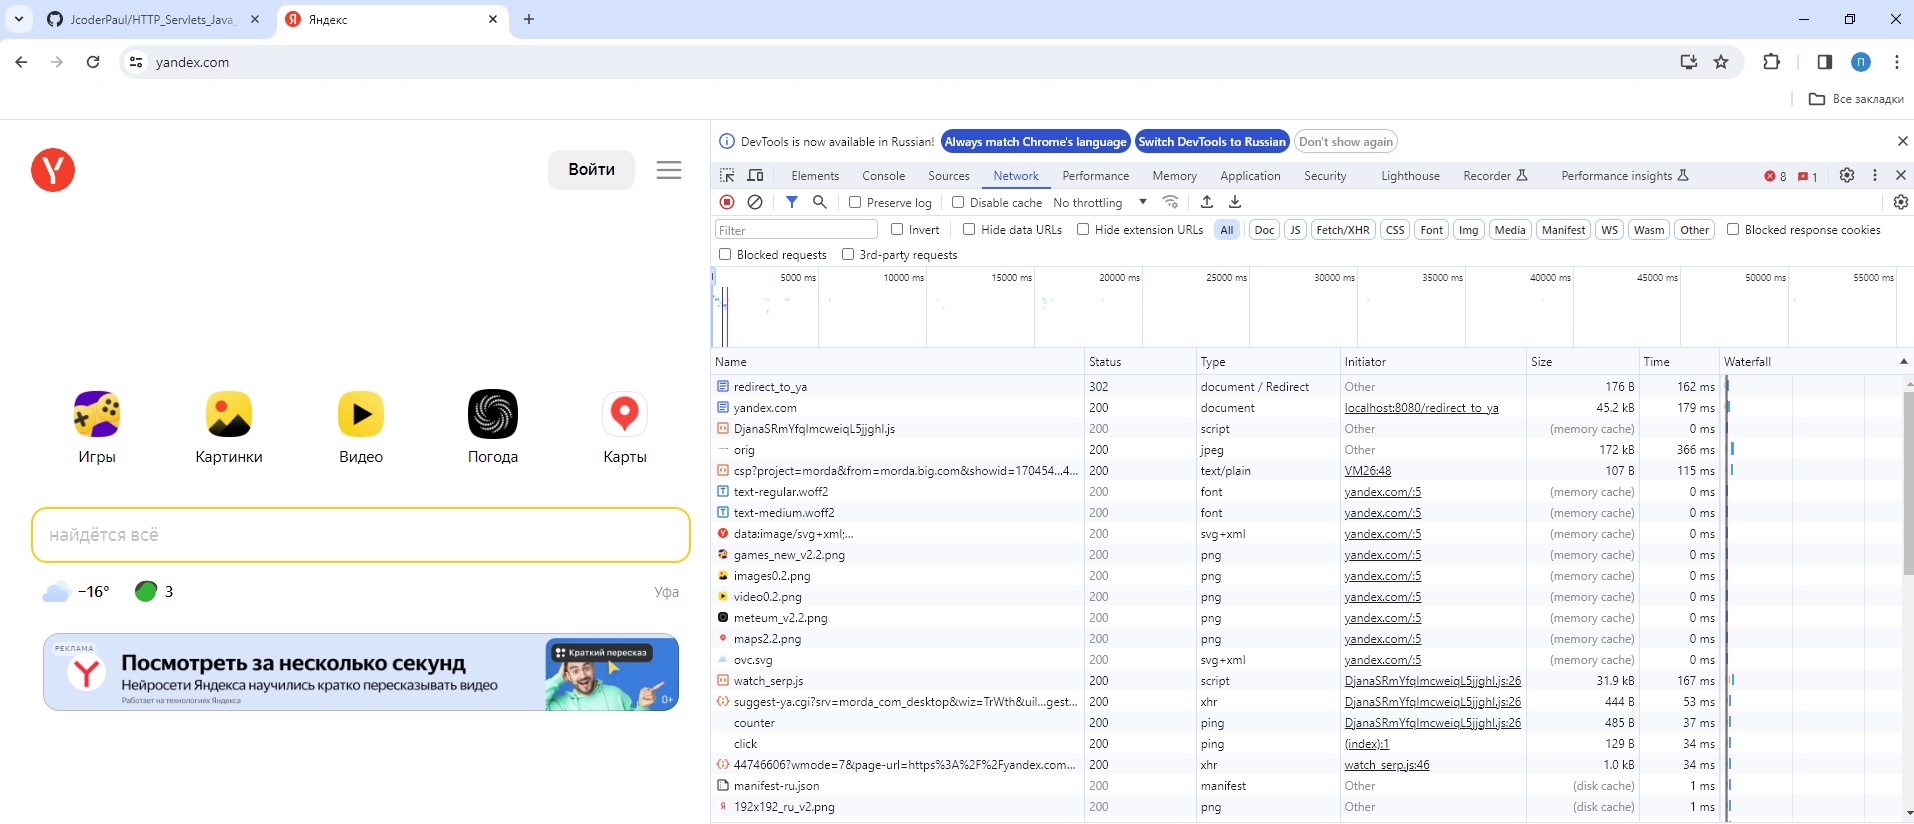 JcoderPaul/HTTP_Servlets_Java_
Яндекс
yandex.com
П
Все закладки
Войти
Игры
Картинки
Видео
Погода
Карты
найдётся всё
−16°
3
Уфа
РЕКЛАМА
Посмотреть за несколько секунд
Нейросети Яндекса научились кратко пересказывать видео
Работает на технологиях Яндекса
Краткий пересказ
0+
DevTools is now available in Russian! Always match Chrome's language Switch DevTools to Russian Don't show again
Elements Console Sources Network Performance Memory Application Security Lighthouse Recorder Performance insights 8 1
Preserve log Disable cache No throttling
Filter Invert Hide data URLs Hide extension URLs All Doc JS Fetch/XHR CSS Font Img Media Manifest WS Wasm Other Blocked response cookies
Blocked requests 3rd-party requests
5000 ms 10000 ms 15000 ms 20000 ms 25000 ms 30000 ms 35000 ms 40000 ms 45000 ms 50000 ms 55000 ms
Name Status Type Initiator Size Time Waterfall
redirect_to_ya 302 document / Redirect Other 176 B 162 ms
yandex.com 200 document localhost:8080/redirect_to_ya 45.2 kB 179 ms
DjanaSRmYfqImcweiqL5jjghI.js 200 script Other (memory cache) 0 ms
orig 200 jpeg Other 172 kB 366 ms
csp?project=morda&from=morda.big.com&showid=170454...4... 200 text/plain VM26:48 107 B 115 ms
text-regular.woff2 200 font yandex.com/:5 (memory cache) 0 ms
text-medium.woff2 200 font yandex.com/:5 (memory cache) 0 ms
data:image/svg+xml;... 200 svg+xml yandex.com/:5 (memory cache) 0 ms
games_new_v2.2.png 200 png yandex.com/:5 (memory cache) 0 ms
images0.2.png 200 png yandex.com/:5 (memory cache) 0 ms
video0.2.png 200 png yandex.com/:5 (memory cache) 0 ms
meteum_v2.2.png 200 png yandex.com/:5 (memory cache) 0 ms
maps2.2.png 200 png yandex.com/:5 (memory cache) 0 ms
ovc.svg 200 svg+xml yandex.com/:5 (memory cache) 0 ms
watch_serp.js 200 script DjanaSRmYfqImcweiqL5jjghI.js:26 31.9 kB 167 ms
suggest-ya.cgi?srv=morda_com_desktop&wiz=TrWth&uil...gest... 200 xhr DjanaSRmYfqImcweiqL5jjghI.js:26 444 B 53 ms
counter 200 ping DjanaSRmYfqImcweiqL5jjghI.js:26 485 B 37 ms
click 200 ping (index):1 129 B 34 ms
44746606?wmode=7&page-url=https%3A%2F%2Fyandex.com... 200 xhr watch_serp.js:46 1.0 kB 34 ms
manifest-ru.json 200 manifest Other (disk cache) 1 ms
192x192_ru_v2.png 200 png Other (disk cache) 1 ms